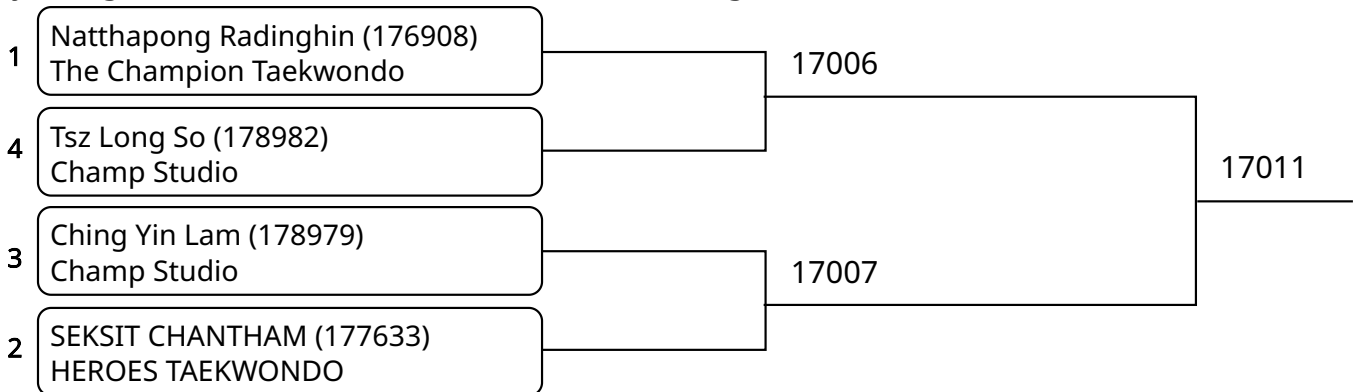 1
Natthapong Radinghin (176908)
The Champion Taekwondo
17006
4
Tsz Long So (178982)
Champ Studio
17011
3
Ching Yin Lam (178979)
Champ Studio
17007
2
SEKSIT CHANTHAM (177633)
HEROES TAEKWONDO